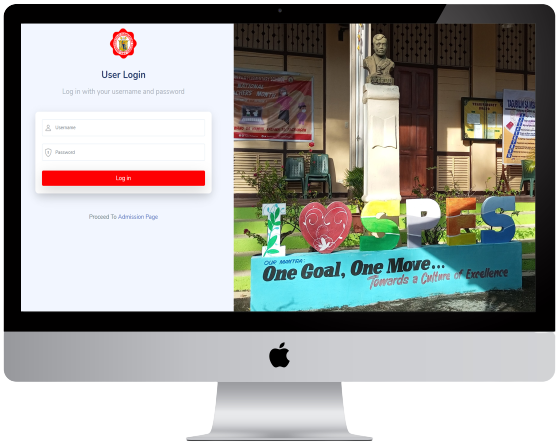 User Login
Log in with your username and password
Username
Password
Log in
Proceed To Admission Page
I SPES
OUR MANTRA:
One Goal, One Move...
Towards a Culture of Excellence